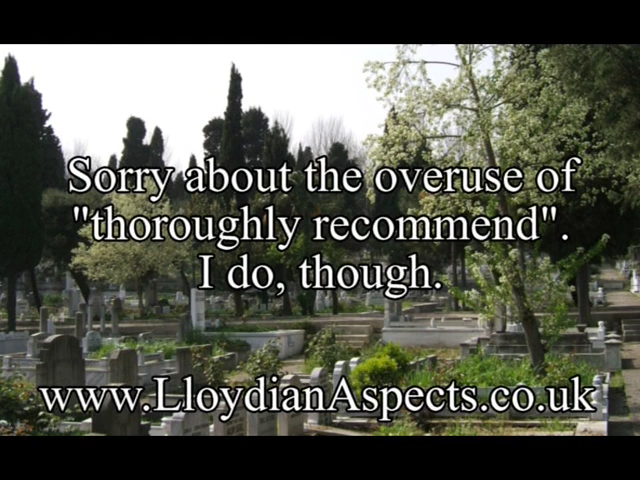 Sorry about the overuse of
"thoroughly recommend".
I do, though.
www.LloydianAspects.co.uk